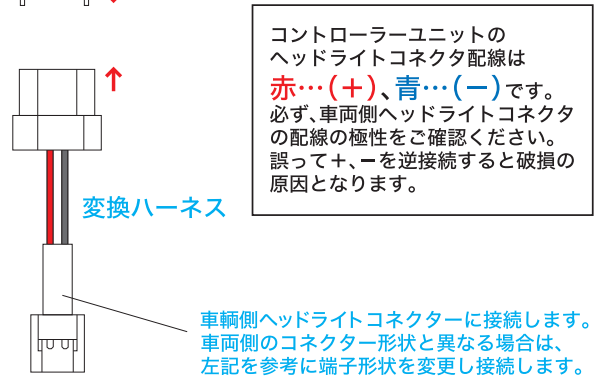 コントローラーユニットの
ヘッドライトコネクタ配線は
赤…(＋)、青…(－)です。
必ず、車両側ヘッドライトコネクタ
の配線の極性をご確認ください。
誤って＋、－を逆接続すると破損の
原因となります。
変換ハーネス
車輌側ヘッドライトコネクターに接続します。
車両側のコネクター形状と異なる場合は、
左記を参考に端子形状を変更し接続します。